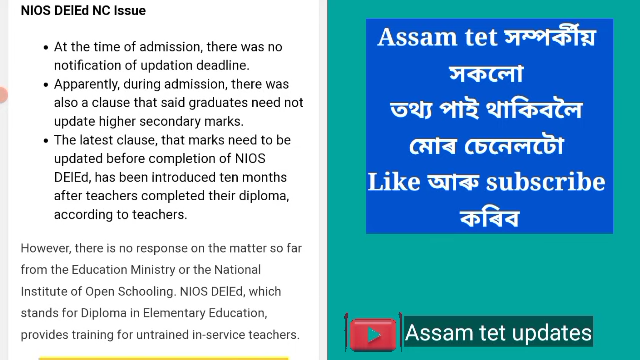 NIOS DElEd NC Issue
• At the time of admission, there was no
notification of updation deadline.
• Apparently, during admission, there was
also a clause that said graduates need not
update higher secondary marks.
• The latest clause, that marks need to be
updated before completion of NIOS
DElEd, has been introduced ten months
after teachers completed their diploma,
according to teachers.
However, there is no response on the matter so far
from the Education Ministry or the National
Institute of Open Schooling. NIOS DElEd, which
stands for Diploma in Elementary Education,
provides training for untrained in-service teachers.
Assam tet সম্পৰ্কীয়
সকলো
তথ্য পাই থাকিবলৈ
মোৰ চেনেলটো
Like আৰু subscribe
কৰিব
Assam tet updates